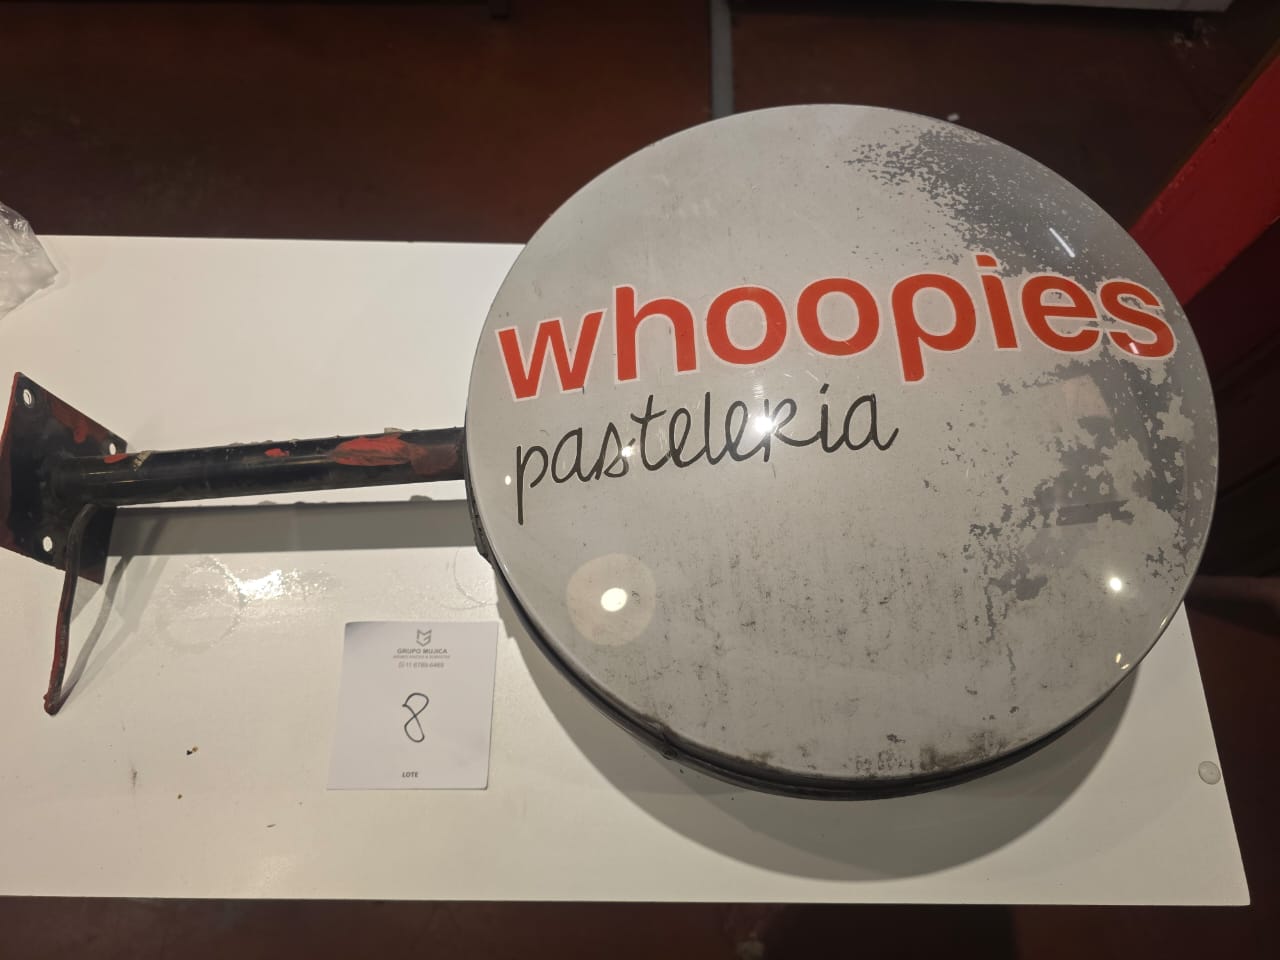 whoopies
pasteleria
GRUPO MUJICA
8
LOTE